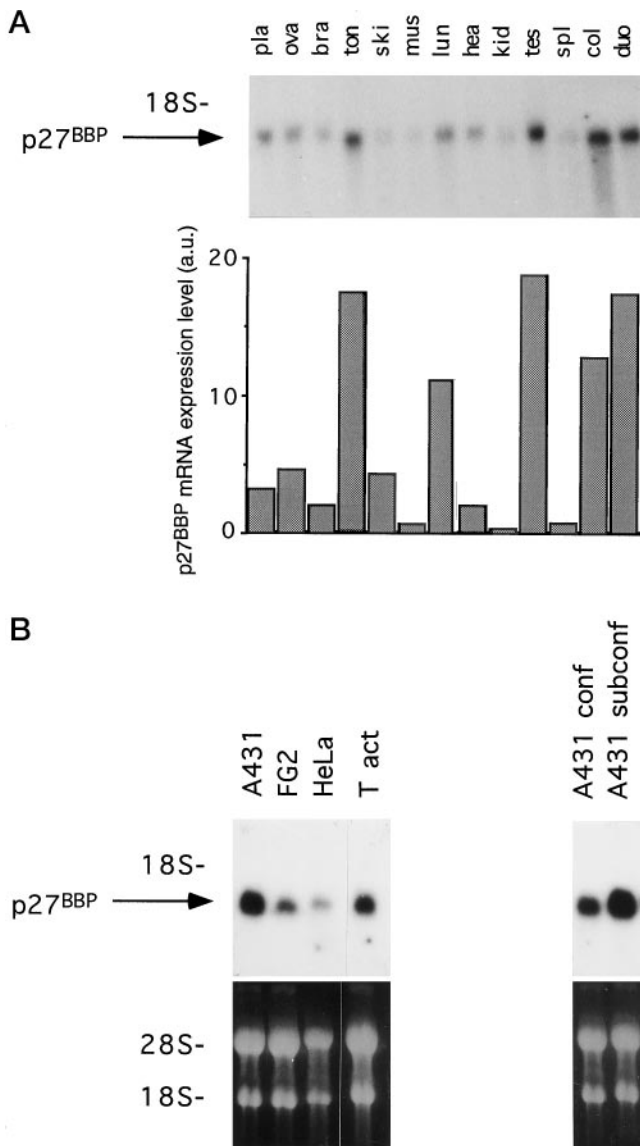 A
pla ova bra ton ski mus lun hea kid tes spl col duo
18S-
p27BBP
p27BBP mRNA expression level (a.u.)
20
10
0
B
A431 FG2 HeLa T act A431 conf A431 subconf
18S-
p27BBP
28S-
18S-